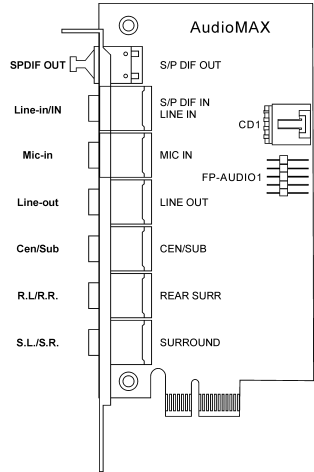 AudioMAX
SPDIF OUT
S/P DIF OUT
Line-in/IN
S/P DIF IN
LINE IN
CD1
Mic-in
MIC IN
FP-AUDIO1
Line-out
LINE OUT
Cen/Sub
CEN/SUB
R.L/R.R.
REAR SURR
S.L./S.R.
SURROUND